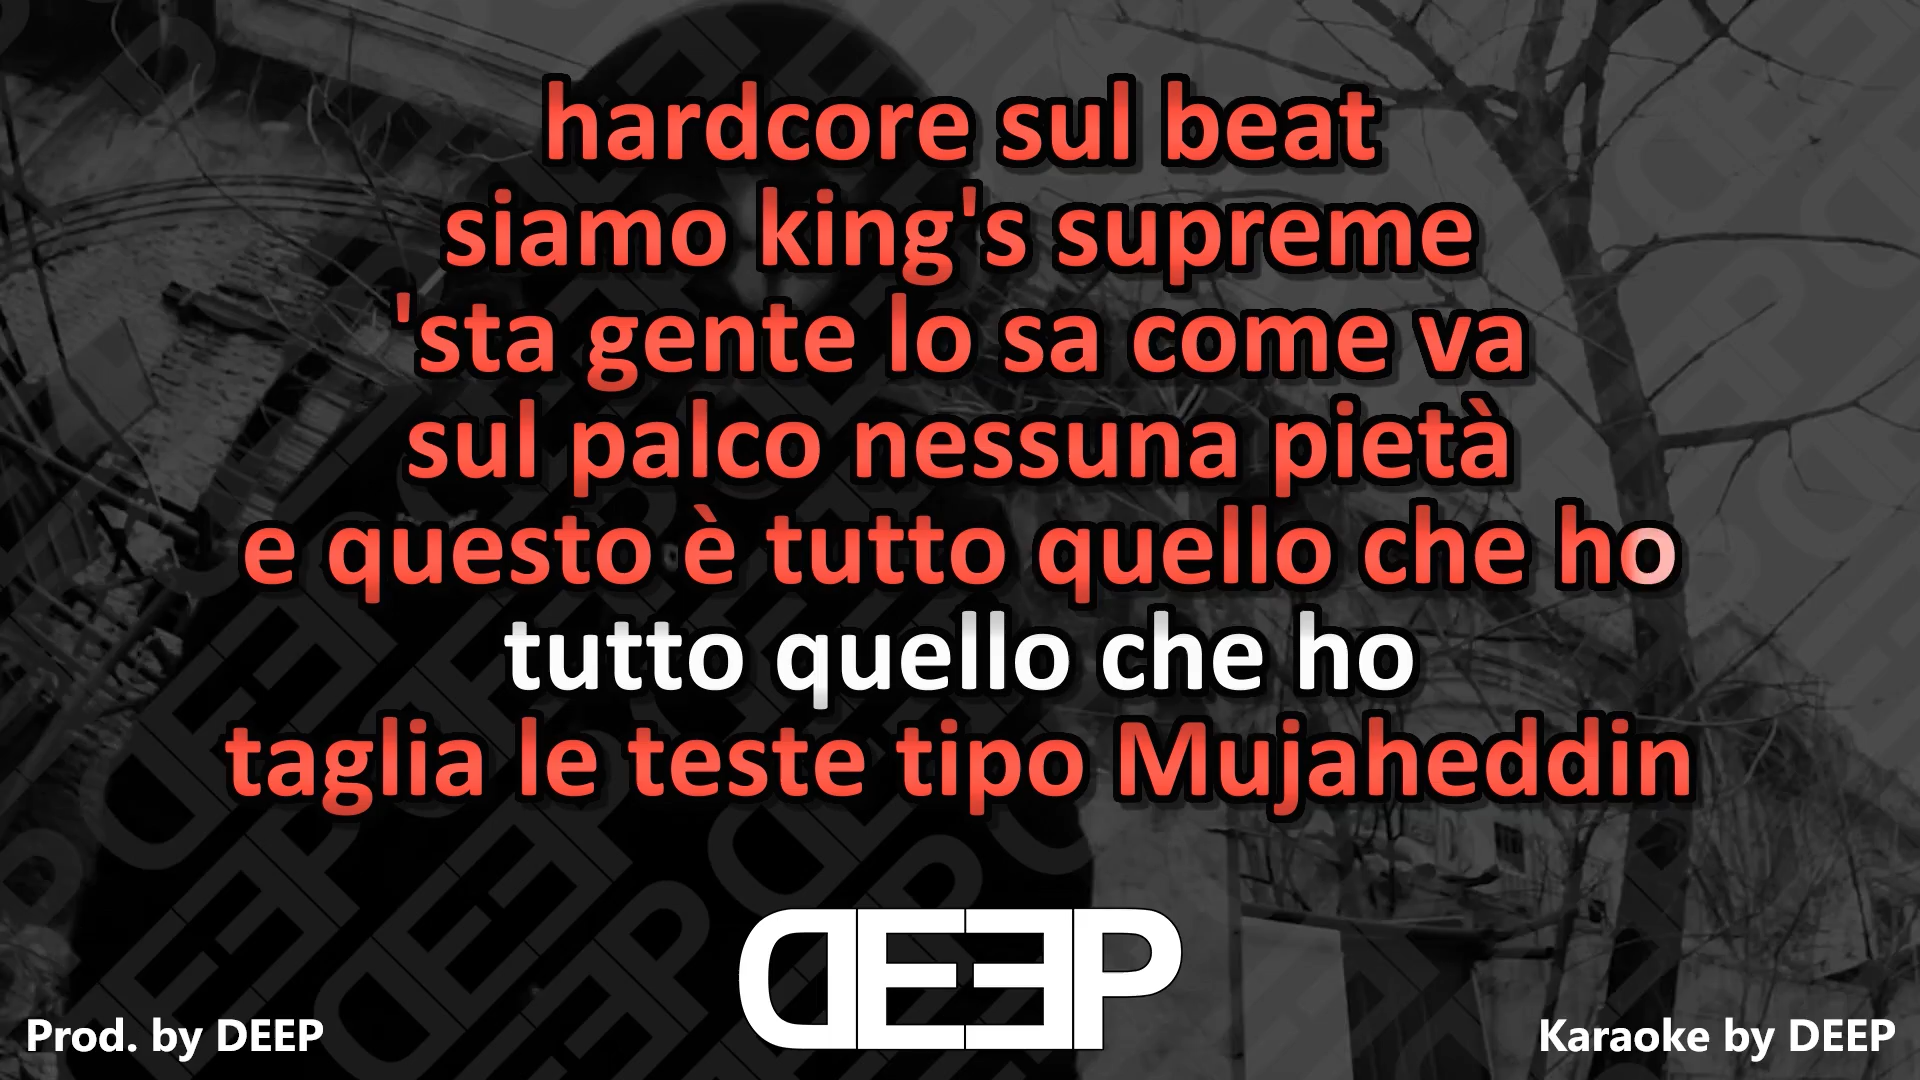 hardcore sul beat
siamo king's supreme
'sta gente lo sa come va
sul palco nessuna pietà
e questo è tutto quello che ho
tutto quello che ho
taglia le teste tipo Mujaheddin
DEEP
Prod. by DEEP
Karaoke by DEEP